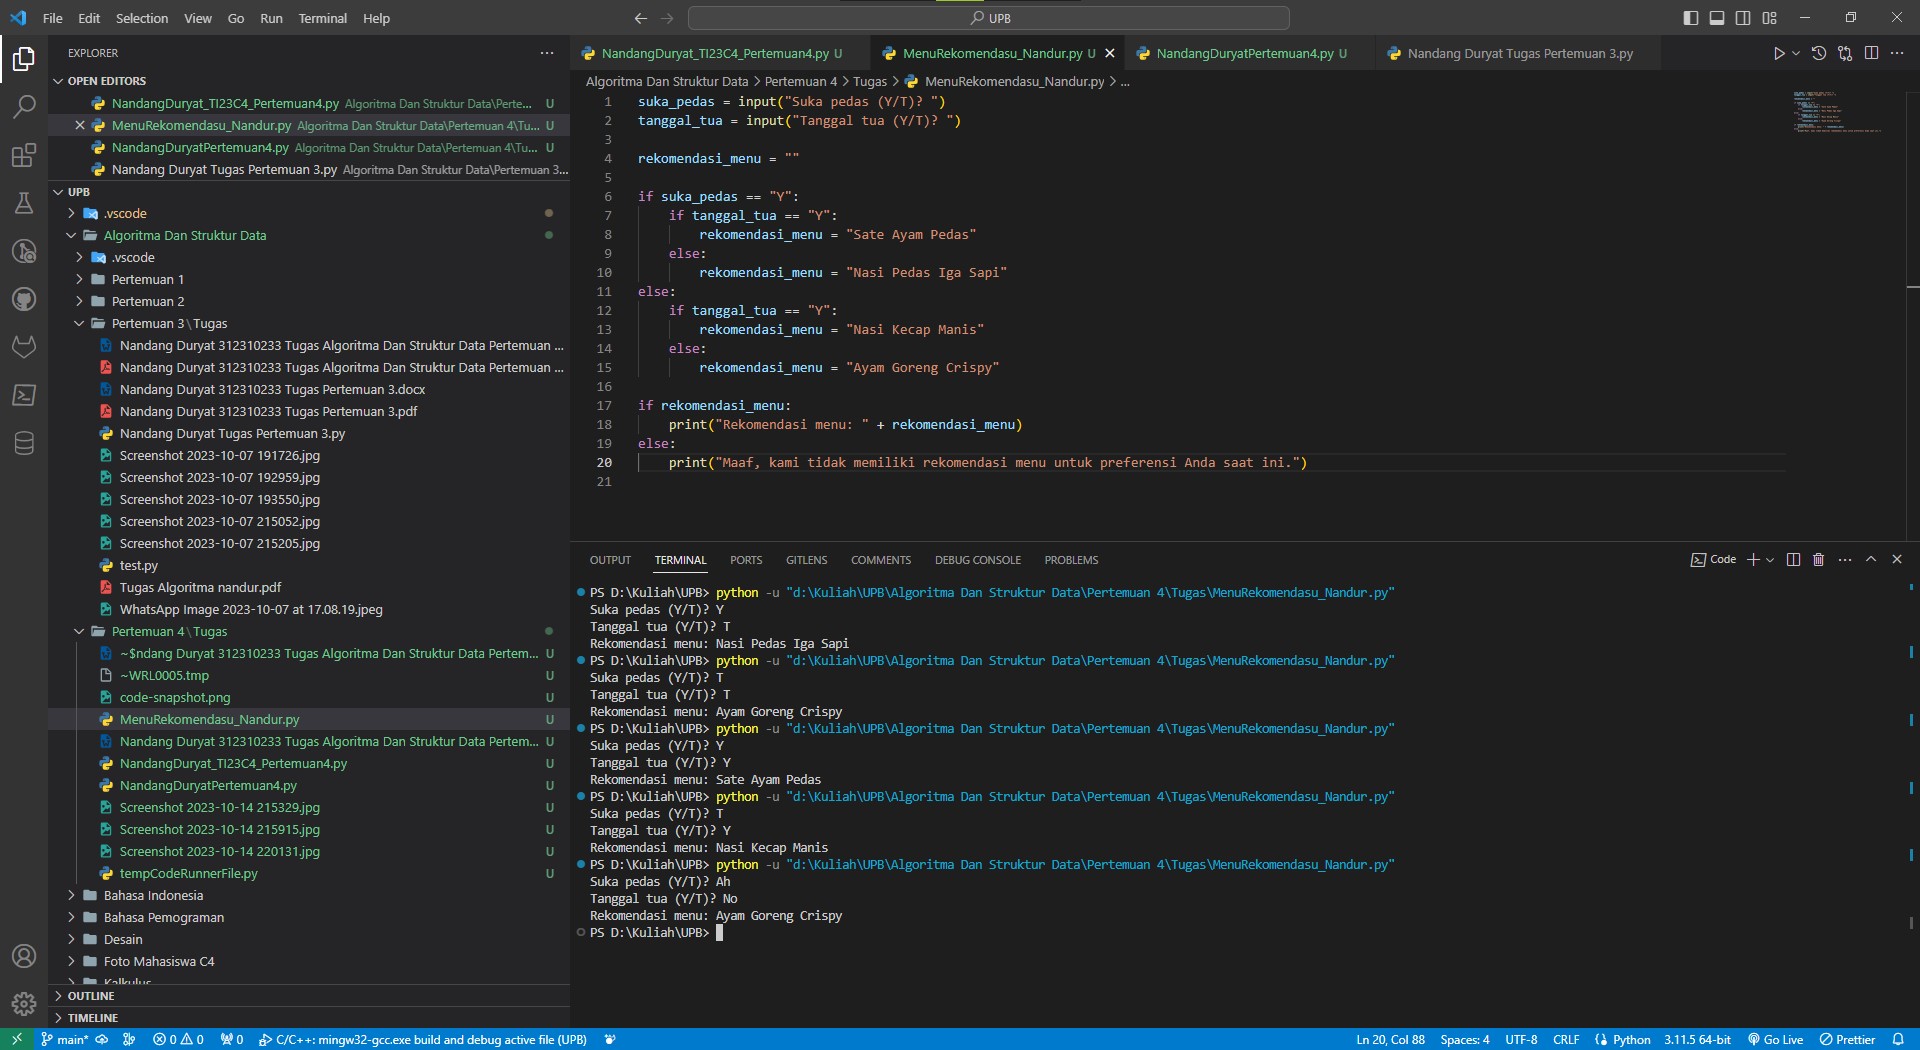 File Edit Selection View Go Run Terminal Help
UPB
EXPLORER
OPEN EDITORS
NandangDuryat_TI23C4_Pertemuan4.py Algoritma Dan Struktur Data\Perte... U
MenuRekomendasu_Nandur.py Algoritma Dan Struktur Data\Pertemuan 4\Tu... U
NandangDuryatPertemuan4.py Algoritma Dan Struktur Data\Pertemuan 4\Tu... U
Nandang Duryat Tugas Pertemuan 3.py Algoritma Dan Struktur Data\Pertemuan 3...
UPB
.vscode
Algoritma Dan Struktur Data
.vscode
Pertemuan 1
Pertemuan 2
Pertemuan 3\Tugas
Nandang Duryat 312310233 Tugas Algoritma Dan Struktur Data Pertemuan ...
Nandang Duryat 312310233 Tugas Algoritma Dan Struktur Data Pertemuan ...
Nandang Duryat 312310233 Tugas Pertemuan 3.docx
Nandang Duryat 312310233 Tugas Pertemuan 3.pdf
Nandang Duryat Tugas Pertemuan 3.py
Screenshot 2023-10-07 191726.jpg
Screenshot 2023-10-07 192959.jpg
Screenshot 2023-10-07 193550.jpg
Screenshot 2023-10-07 215052.jpg
Screenshot 2023-10-07 215205.jpg
test.py
Tugas Algoritma nandur.pdf
WhatsApp Image 2023-10-07 at 17.08.19.jpeg
Pertemuan 4\Tugas
~$ndang Duryat 312310233 Tugas Algoritma Dan Struktur Data Pertem... U
~WRL0005.tmp U
code-snapshot.png U
MenuRekomendasu_Nandur.py U
Nandang Duryat 312310233 Tugas Algoritma Dan Struktur Data Pertem... U
NandangDuryat_TI23C4_Pertemuan4.py U
NandangDuryatPertemuan4.py U
Screenshot 2023-10-14 215329.jpg U
Screenshot 2023-10-14 215915.jpg U
Screenshot 2023-10-14 220131.jpg U
tempCodeRunnerFile.py U
Bahasa Indonesia
Bahasa Pemograman
Desain
Foto Mahasiswa C4
Kalkulus
OUTLINE
TIMELINE
NandangDuryat_TI23C4_Pertemuan4.py U MenuRekomendasu_Nandur.py U NandangDuryatPertemuan4.py U Nandang Duryat Tugas Pertemuan 3.py
Algoritma Dan Struktur Data > Pertemuan 4 > Tugas > MenuRekomendasu_Nandur.py > ...
1 suka_pedas = input("Suka pedas (Y/T)? ")
2 tanggal_tua = input("Tanggal tua (Y/T)? ")
3
4 rekomendasi_menu = ""
5
6 if suka_pedas == "Y":
7 if tanggal_tua == "Y":
8 rekomendasi_menu = "Sate Ayam Pedas"
9 else:
10 rekomendasi_menu = "Nasi Pedas Iga Sapi"
11 else:
12 if tanggal_tua == "Y":
13 rekomendasi_menu = "Nasi Kecap Manis"
14 else:
15 rekomendasi_menu = "Ayam Goreng Crispy"
16
17 if rekomendasi_menu:
18 print("Rekomendasi menu: " + rekomendasi_menu)
19 else:
20 print("Maaf, kami tidak memiliki rekomendasi menu untuk preferensi Anda saat ini.")
21
OUTPUT TERMINAL PORTS GITLENS COMMENTS DEBUG CONSOLE PROBLEMS Code
PS D:\Kuliah\UPB> python -u "d:\Kuliah\UPB\Algoritma Dan Struktur Data\Pertemuan 4\Tugas\MenuRekomendasu_Nandur.py"
Suka pedas (Y/T)? Y
Tanggal tua (Y/T)? T
Rekomendasi menu: Nasi Pedas Iga Sapi
PS D:\Kuliah\UPB> python -u "d:\Kuliah\UPB\Algoritma Dan Struktur Data\Pertemuan 4\Tugas\MenuRekomendasu_Nandur.py"
Suka pedas (Y/T)? T
Tanggal tua (Y/T)? T
Rekomendasi menu: Ayam Goreng Crispy
PS D:\Kuliah\UPB> python -u "d:\Kuliah\UPB\Algoritma Dan Struktur Data\Pertemuan 4\Tugas\MenuRekomendasu_Nandur.py"
Suka pedas (Y/T)? Y
Tanggal tua (Y/T)? Y
Rekomendasi menu: Sate Ayam Pedas
PS D:\Kuliah\UPB> python -u "d:\Kuliah\UPB\Algoritma Dan Struktur Data\Pertemuan 4\Tugas\MenuRekomendasu_Nandur.py"
Suka pedas (Y/T)? T
Tanggal tua (Y/T)? Y
Rekomendasi menu: Nasi Kecap Manis
PS D:\Kuliah\UPB> python -u "d:\Kuliah\UPB\Algoritma Dan Struktur Data\Pertemuan 4\Tugas\MenuRekomendasu_Nandur.py"
Suka pedas (Y/T)? Ah
Tanggal tua (Y/T)? No
Rekomendasi menu: Ayam Goreng Crispy
PS D:\Kuliah\UPB>
main* 0 0 0 C/C++: mingw32-gcc.exe build and debug active file (UPB) Ln 20, Col 88 Spaces: 4 UTF-8 CRLF Python 3.11.5 64-bit Go Live Prettier